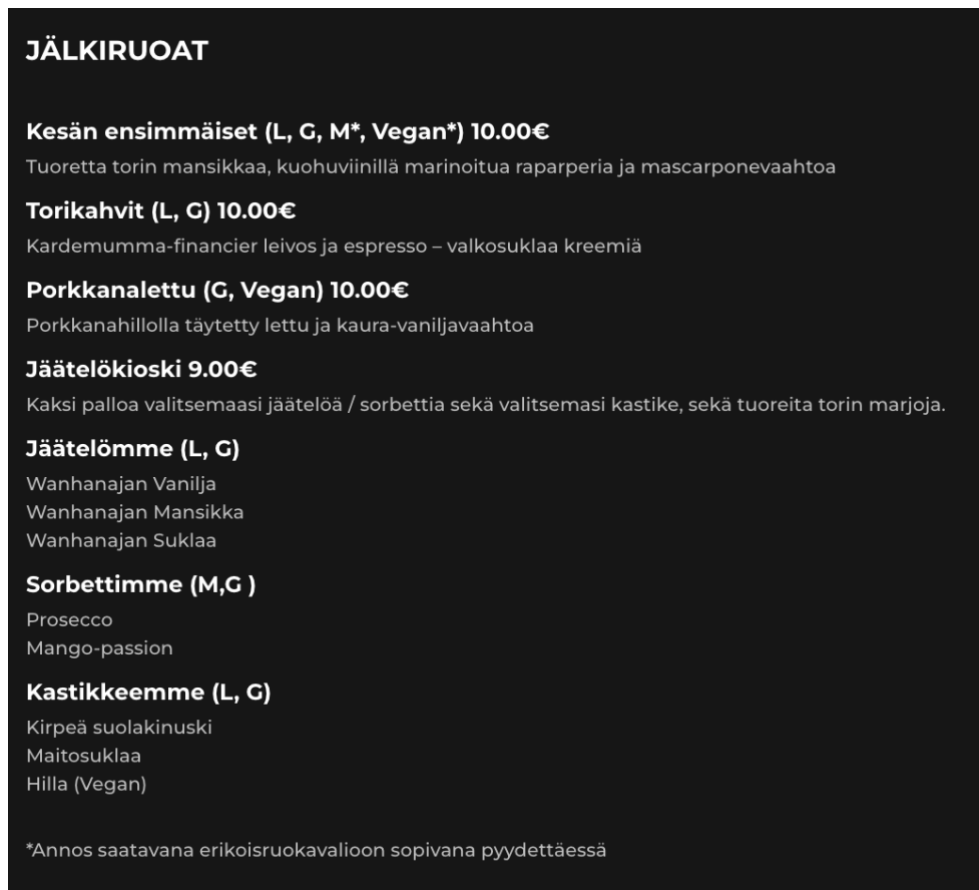 JÄLKIRUOAT
Kesän ensimmäiset (L, G, M*, Vegan*) 10.00€
Tuoretta torin mansikkaa, kuohuviinillä marinoitua raparperia ja mascarponevaahtoa
Torikahvit (L, G) 10.00€
Kardemumma-financier leivos ja espresso – valkosuklaa kreemiä
Porkkanalettu (G, Vegan) 10.00€
Porkkanahillolla täytetty lettu ja kaura-vaniljavaahtoa
Jäätelökioski 9.00€
Kaksi palloa valitsemaasi jäätelöä / sorbettia sekä valitsemasi kastike, sekä tuoreita torin marjoja.
Jäätelömme (L, G)
Wanhanajan Vanilja
Wanhanajan Mansikka
Wanhanajan Suklaa
Sorbettimme (M,G )
Prosecco
Mango-passion
Kastikkeemme (L, G)
Kirpeä suolakinuski
Maitosuklaa
Hilla (Vegan)
*Annos saatavana erikoisruokavalioon sopivana pyydettäessä